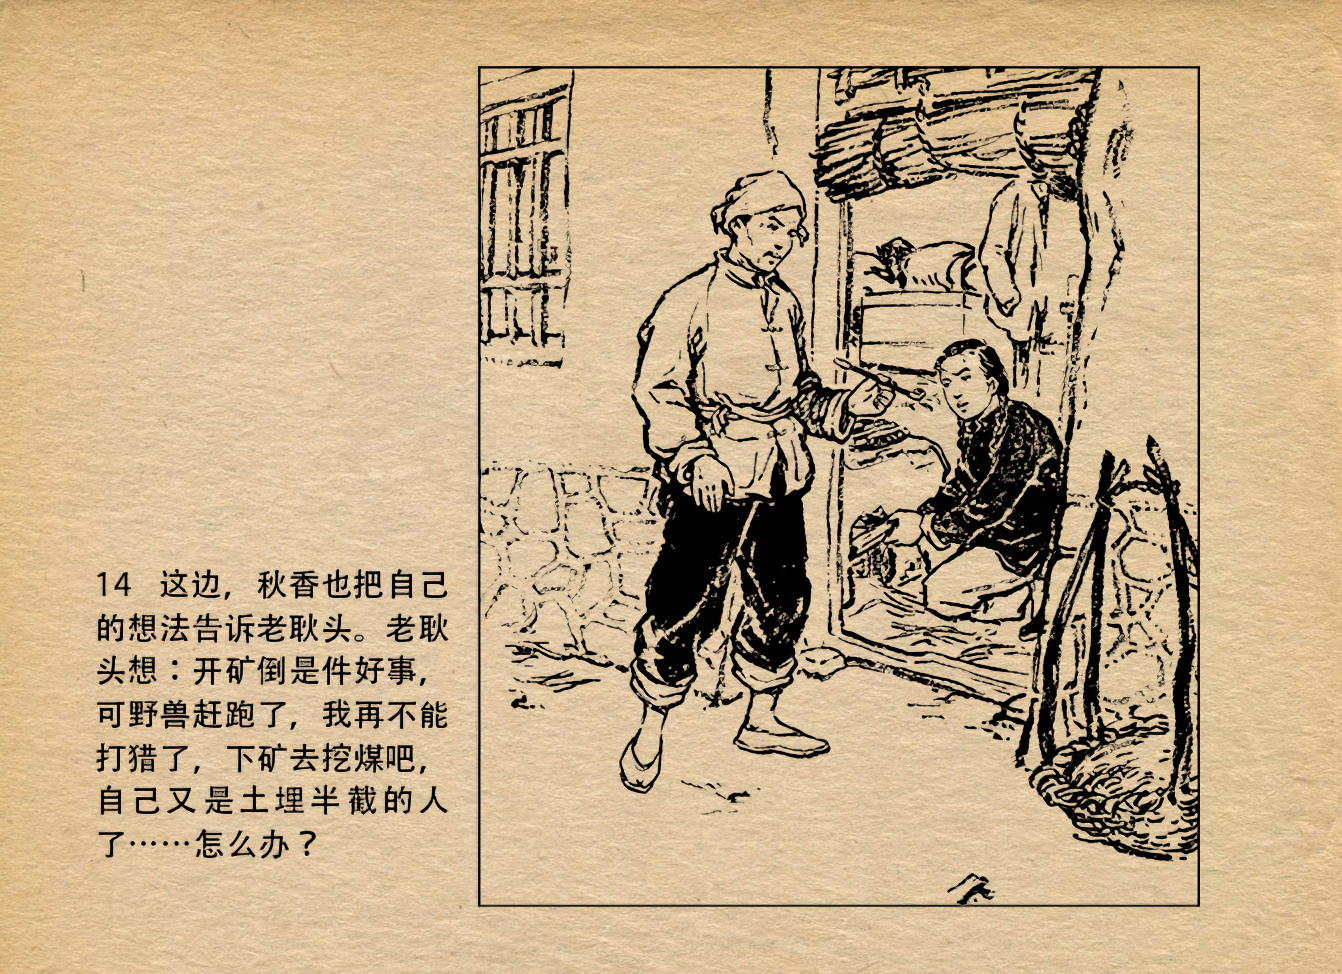 14 这边，秋香也把自己
的想法告诉老耿头。老耿
头想：开矿倒是件好事，
可野兽赶跑了，我再不能
打猎了，下矿去挖煤吧，
自己又是土埋半截的人
了……怎么办？